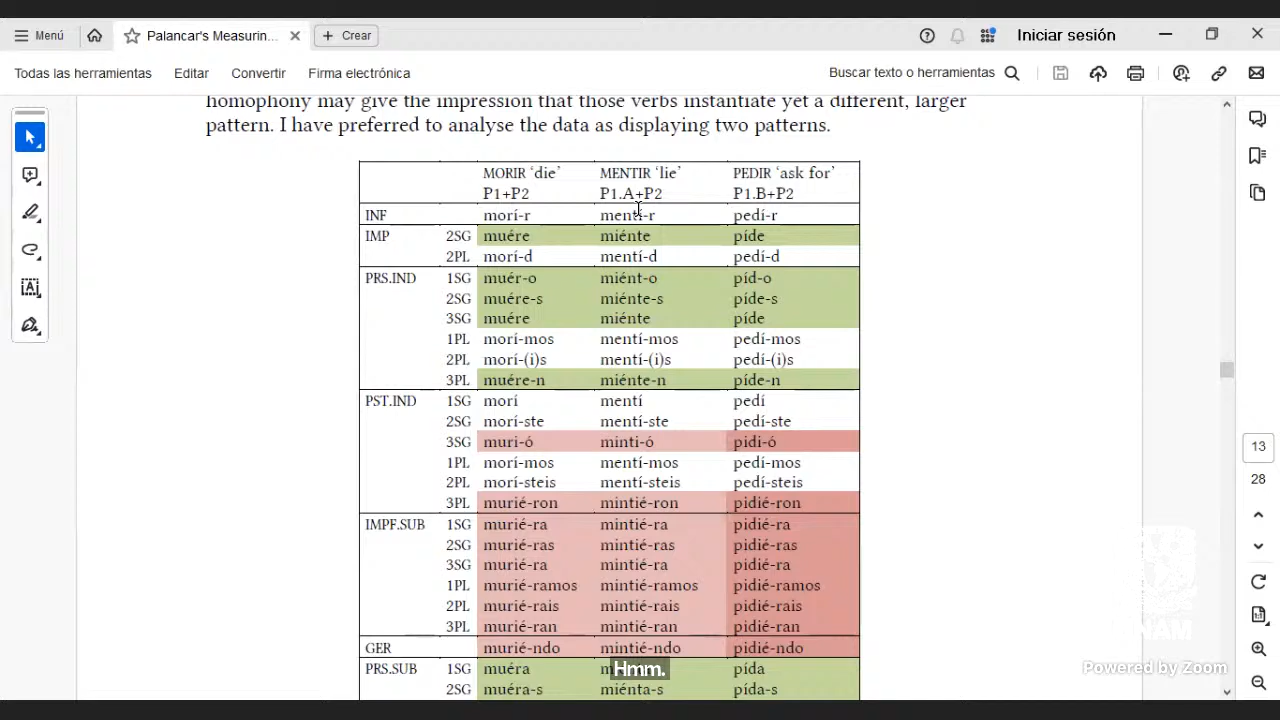 Menú
Palancar's Measurin...
Crear
Iniciar sesión
Todas las herramientas Editar Convertir Firma electrónica
Buscar texto o herramientas
homophony may give the impression that those verbs instantiate yet a different, larger
pattern. I have preferred to analyse the data as displaying two patterns.
MORIR ‘die’ MENTIR ‘lie’ PEDIR ‘ask for’
P1+P2 P1.A+P2 P1.B+P2
INF morí-r mentí-r pedí-r
IMP 2SG muére miénte píde
2PL morí-d mentí-d pedí-d
PRS.IND 1SG muér-o miént-o píd-o
2SG muére-s miénte-s píde-s
3SG muére miénte píde
1PL morí-mos mentí-mos pedí-mos
2PL morí-(i)s mentí-(i)s pedí-(i)s
3PL muére-n miénte-n píde-n
PST.IND 1SG morí mentí pedí
2SG morí-ste mentí-ste pedí-ste
3SG muri-ó minti-ó pidi-ó
1PL morí-mos mentí-mos pedí-mos
2PL morí-steis mentí-steis pedí-steis
3PL murié-ron mintié-ron pidié-ron
IMPF.SUB 1SG murié-ra mintié-ra pidié-ra
2SG murié-ras mintié-ras pidié-ras
3SG murié-ra mintié-ra pidié-ra
1PL murié-ramos mintié-ramos pidié-ramos
2PL murié-rais mintié-rais pidié-rais
3PL murié-ran mintié-ran pidié-ran
GER murié-ndo mintié-ndo pidié-ndo
PRS.SUB 1SG muéra pída
2SG muéra-s miénta-s pída-s
Hmm.
13
28
Powered by Zoom